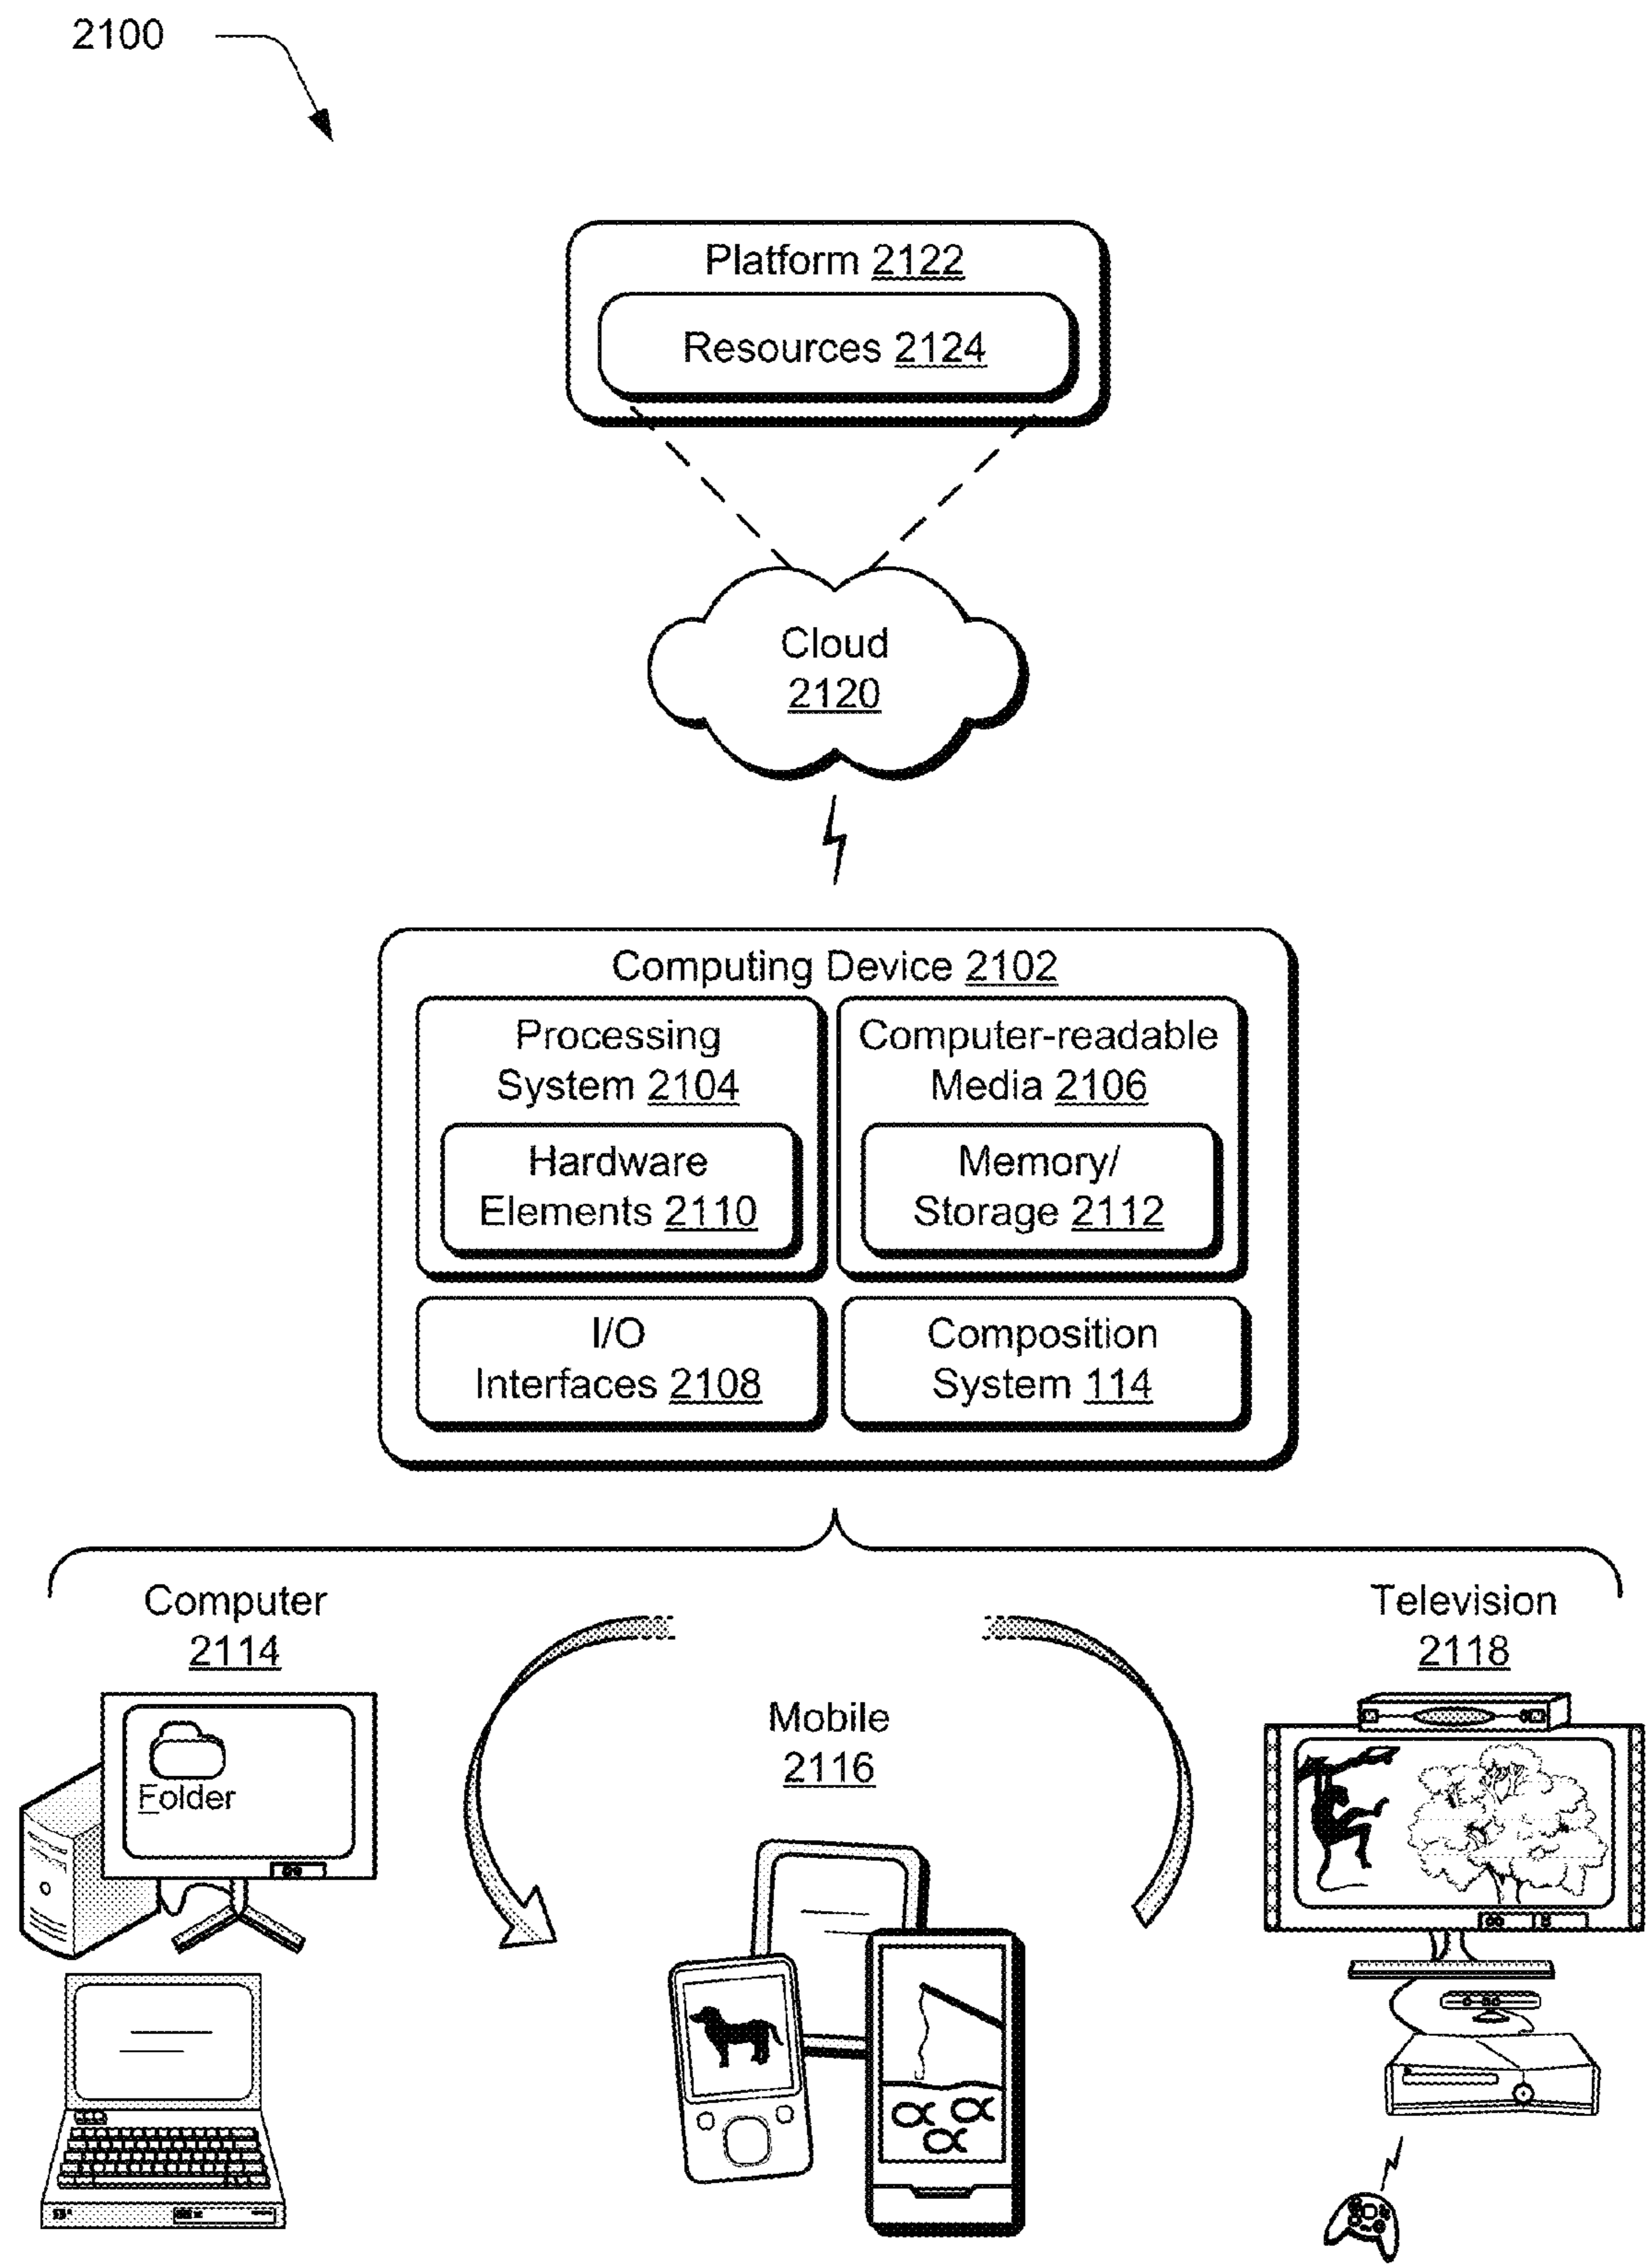 2100
Platform 2122
Resources 2124
Cloud
2120
Computing Device 2102
Processing
System 2104
Hardware
Elements 2110
Computer-readable
Media 2106
Memory/
Storage 2112
I/O
Interfaces 2108
Composition
System 114
Computer
2114
Folder
Mobile
2116
Television
2118